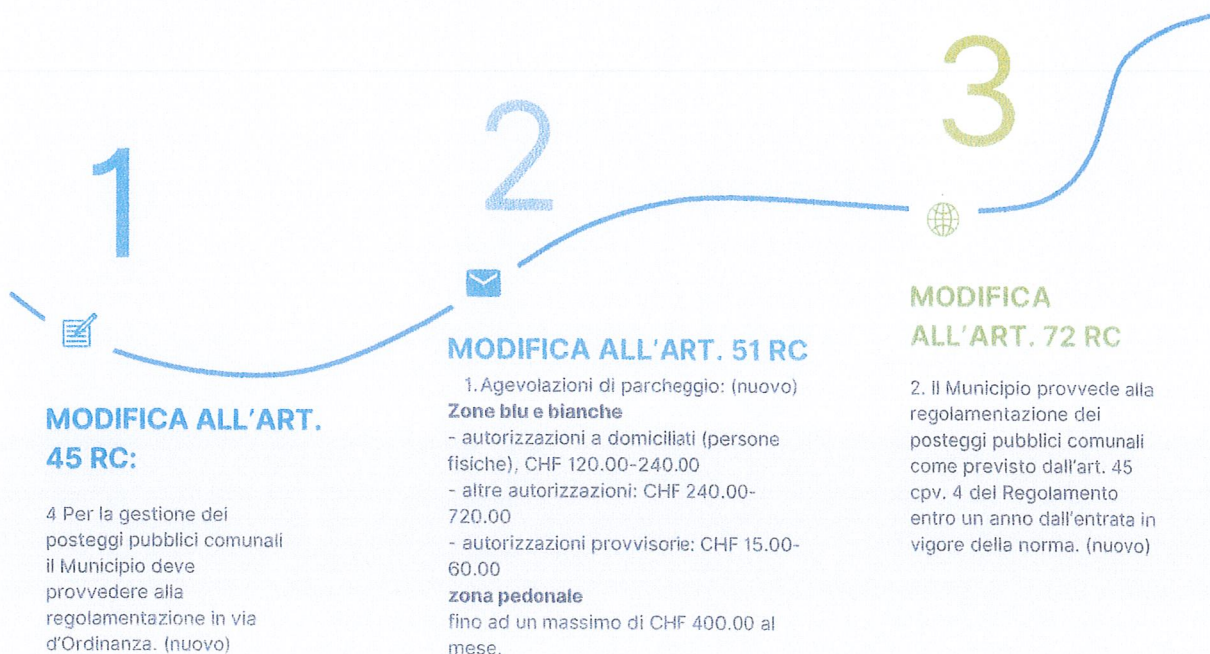 1
MODIFICA ALL'ART.
45 RC:
4 Per la gestione dei
posteggi pubblici comunali
il Municipio deve
provvedere alla
regolamentazione in via
d'Ordinanza. (nuovo)
2
MODIFICA ALL'ART. 51 RC
1. Agevolazioni di parcheggio: (nuovo)
Zone blu e bianche
- autorizzazioni a domiciliati (persone
fisiche), CHF 120.00-240.00
- altre autorizzazioni: CHF 240.00-
720.00
- autorizzazioni provvisorie: CHF 15.00-
60.00
zona pedonale
fino ad un massimo di CHF 400.00 al
mese.
3
MODIFICA
ALL'ART. 72 RC
2. Il Municipio provvede alla
regolamentazione dei
posteggi pubblici comunali
come previsto dall'art. 45
cpv. 4 del Regolamento
entro un anno dall'entrata in
vigore della norma. (nuovo)